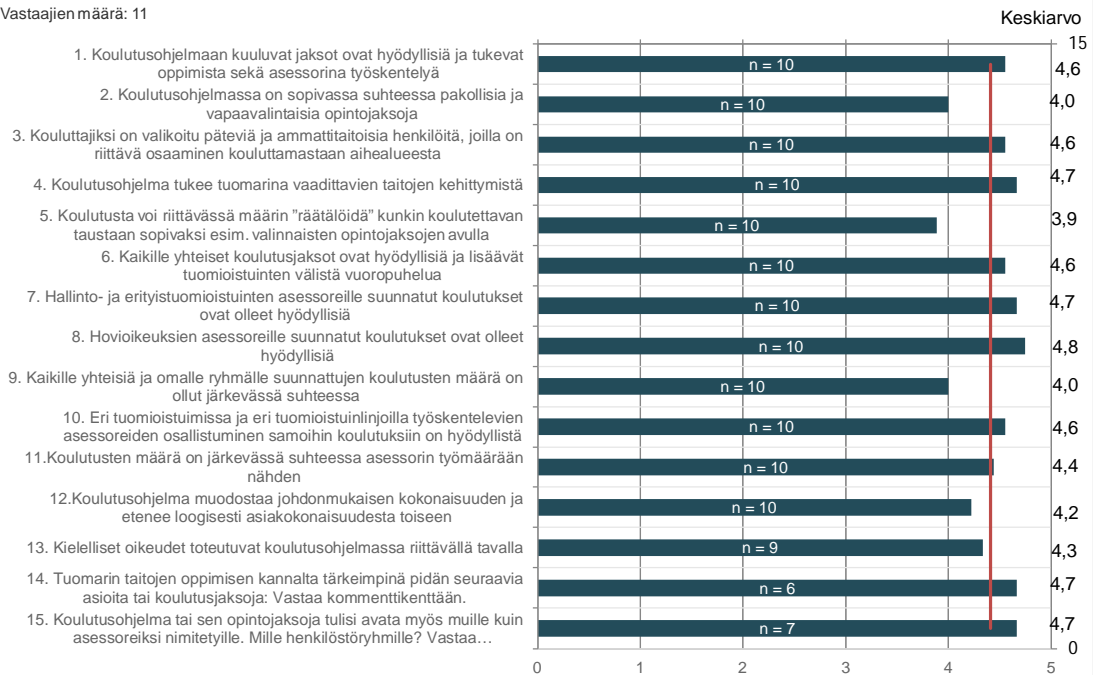 Vastaajien määrä: 11
Keskiarvo
1. Koulutusohjelmaan kuuluvat jaksot ovat hyödyllisiä ja tukevat
oppimista sekä asessorina työskentelyä
n = 10
15
4,6
2. Koulutusohjelmassa on sopivassa suhteessa pakollisia ja
vapaavalintaisia opintojaksoja
n = 10
4,0
3. Kouluttajiksi on valikoitu päteviä ja ammattitaitoisia henkilöitä, joilla on
riittävä osaaminen kouluttamastaan aihealueesta
n = 10
4,6
4. Koulutusohjelma tukee tuomarina vaadittavien taitojen kehittymistä
n = 10
4,7
5. Koulutusta voi riittävässä määrin ”räätälöidä” kunkin koulutettavan
taustaan sopivaksi esim. valinnaisten opintojaksojen avulla
n = 10
3,9
6. Kaikille yhteiset koulutusjaksot ovat hyödyllisiä ja lisäävät
tuomioistuinten välistä vuoropuhelua
n = 10
4,6
7. Hallinto- ja erityistuomioistuinten asessoreille suunnatut koulutukset
ovat olleet hyödyllisiä
n = 10
4,7
8. Hovioikeuksien asessoreille suunnatut koulutukset ovat olleet
hyödyllisiä
n = 10
4,8
9. Kaikille yhteisiä ja omalle ryhmälle suunnattujen koulutusten määrä on
ollut järkevässä suhteessa
n = 10
4,0
10. Eri tuomioistuimissa ja eri tuomioistuinlinjoilla työskentelevien
asessoreiden osallistuminen samoihin koulutuksiin on hyödyllistä
n = 10
4,6
11.Koulutusten määrä on järkevässä suhteessa asessorin työmäärään
nähden
n = 10
4,4
12.Koulutusohjelma muodostaa johdonmukaisen kokonaisuuden ja
etenee loogisesti asiakokonaisuudesta toiseen
n = 10
4,2
13. Kielelliset oikeudet toteutuvat koulutusohjelmassa riittävällä tavalla
n = 9
4,3
14. Tuomarin taitojen oppimisen kannalta tärkeimpinä pidän seuraavia
asioita tai koulutusjaksoja: Vastaa kommenttikenttään.
n = 6
4,7
15. Koulutusohjelma tai sen opintojaksoja tulisi avata myös muille kuin
asessoreiksi nimitetyille. Mille henkilöstöryhmille? Vastaa…
n = 7
4,7
0
0 1 2 3 4 5